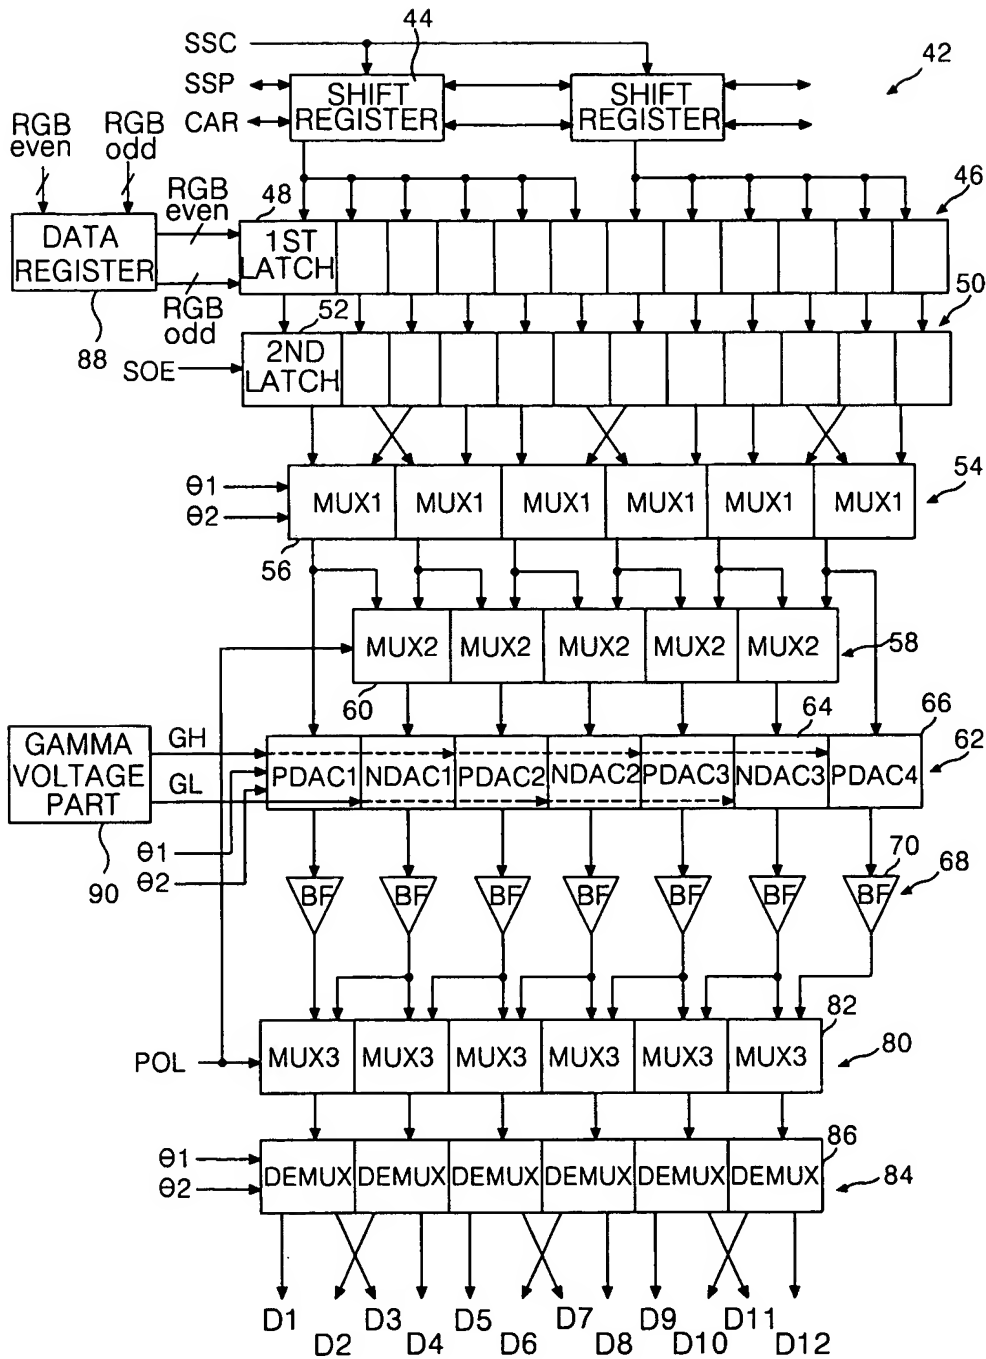 44
SSC
42
SSP
SHIFT REGISTER
SHIFT REGISTER
CAR
RGB even
RGB odd
RGB even
48
46
DATA REGISTER
1ST LATCH
RGB odd
88
52
50
SOE
2ND LATCH
θ1
θ2
MUX1 MUX1 MUX1 MUX1 MUX1 MUX1
54
56
MUX2 MUX2 MUX2 MUX2 MUX2
58
60
64
66
GAMMA VOLTAGE PART
GH
GL
PDAC1 NDAC1 PDAC2 NDAC2 PDAC3 NDAC3 PDAC4
62
θ1
θ2
90
BF BF BF BF BF BF BF
70
68
82
POL
MUX3 MUX3 MUX3 MUX3 MUX3 MUX3
80
θ1
θ2
DEMUX DEMUX DEMUX DEMUX DEMUX DEMUX
86
84
D1 D2 D3 D4 D5 D6 D7 D8 D9 D10 D11 D12